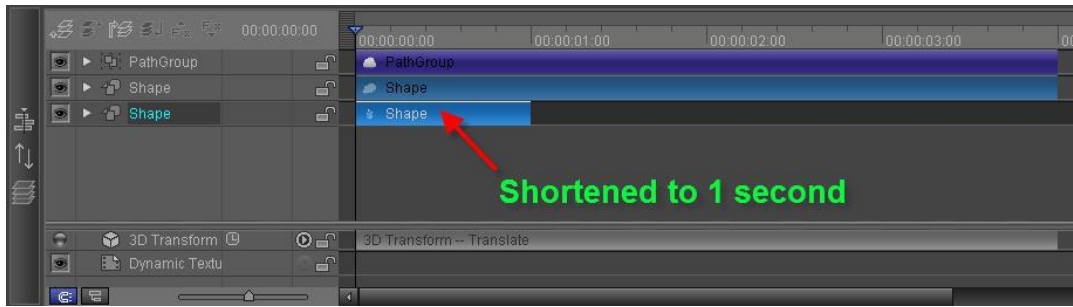 00:00:00:00
00:00:00:00 00:00:01:00 00:00:02:00 00:00:03:00 00
PathGroup PathGroup
Shape Shape
Shape Shape
Shortened to 1 second
3D Transform 3D Transform -- Translate
Dynamic Textu